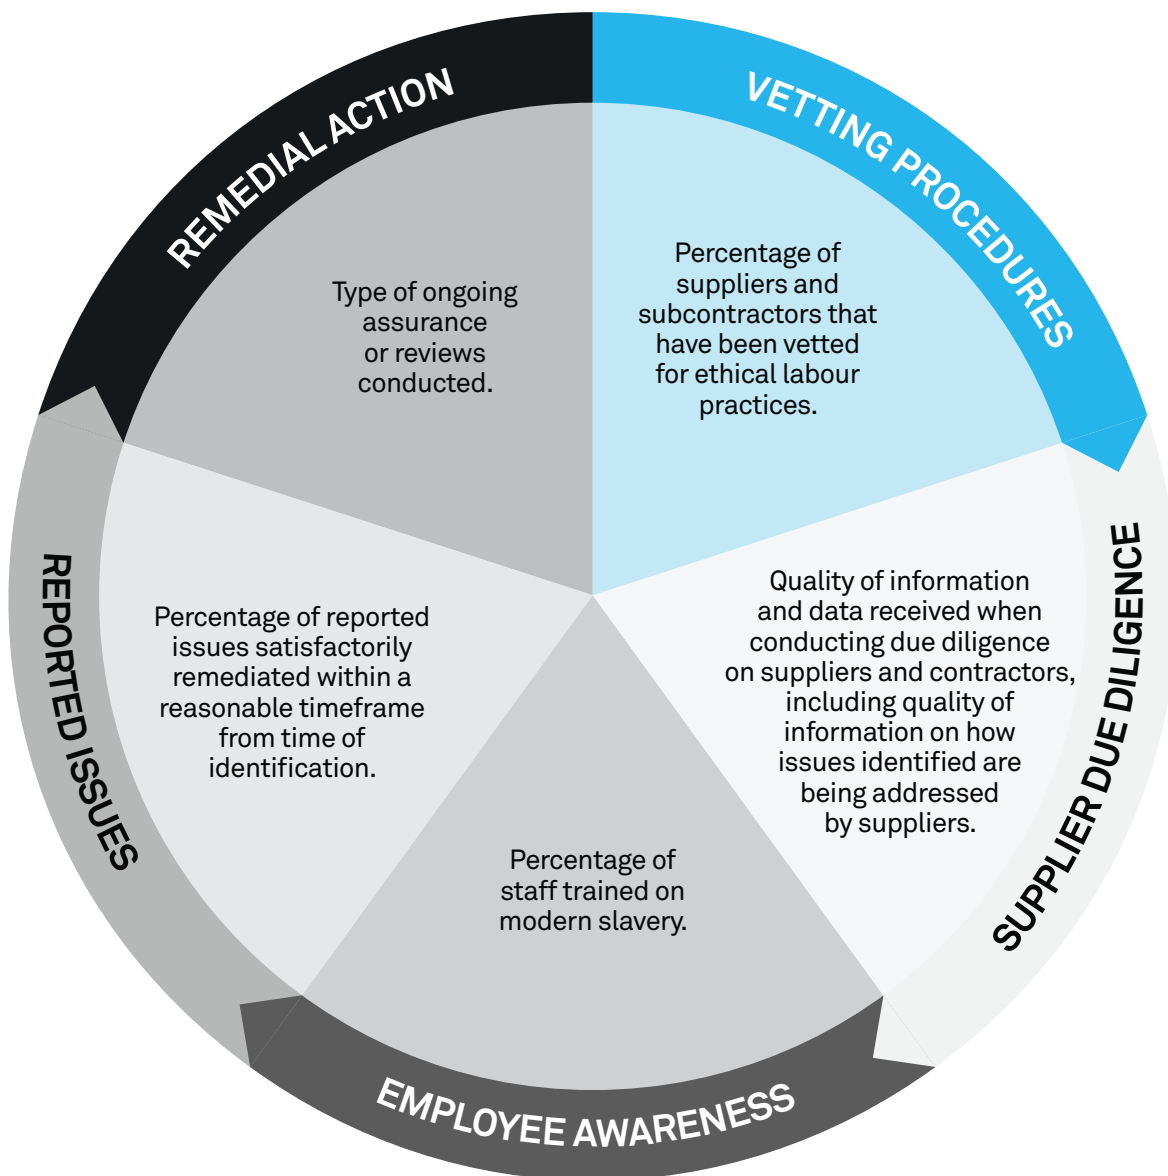 VETTING PROCEDURES
Percentage of
suppliers and
subcontractors that
have been vetted
for ethical labour
practices.
SUPPLIER DUE DILIGENCE
Quality of information
and data received when
conducting due diligence
on suppliers and contractors,
including quality of
information on how
issues identified are
being addressed
by suppliers.
EMPLOYEE AWARENESS
Percentage of
staff trained on
modern slavery.
REPORTED ISSUES
Percentage of reported
issues satisfactorily
remediated within a
reasonable timeframe
from time of
identification.
REMEDIAL ACTION
Type of ongoing
assurance
or reviews
conducted.